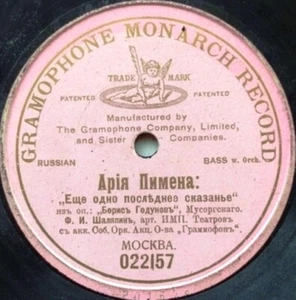 GRAMOPHONE MONARCH RECORD
TRADE MARK
PATENTED PATENTED
Manufactured by
The Gramophone Company, Limited,
and Sister Companies.
RUSSIAN BASS w. Orch.
Арія Пимена:
„Еще одно послѣднее сказанье“
изъ оп.: „Борисъ Годуновъ“, Мусоргскаго
Ф. И. Шаляпинъ, арт. ИМП. Театровъ
съ акк. Соб. Орк. Акц. О-ва „Граммофонъ“.
МОСКВА.
022157